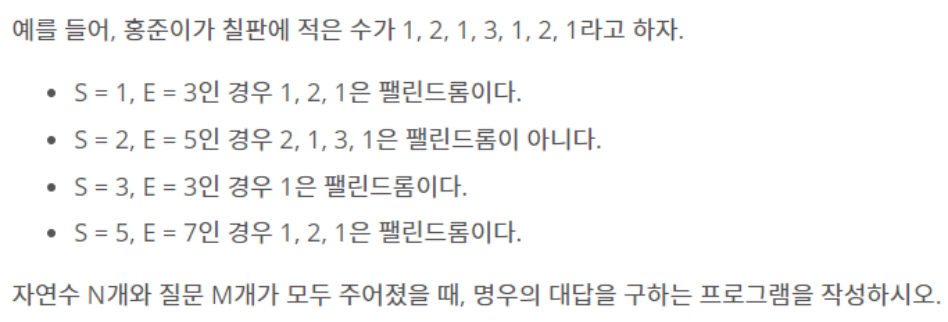 예를 들어, 홍준이가 칠판에 적은 수가 1, 2, 1, 3, 1, 2, 1라고 하자.
• S = 1, E = 3인 경우 1, 2, 1은 팰린드롬이다.
• S = 2, E = 5인 경우 2, 1, 3, 1은 팰린드롬이 아니다.
• S = 3, E = 3인 경우 1은 팰린드롬이다.
• S = 5, E = 7인 경우 1, 2, 1은 팰린드롬이다.
자연수 N개와 질문 M개가 모두 주어졌을 때, 명우의 대답을 구하는 프로그램을 작성하시오.